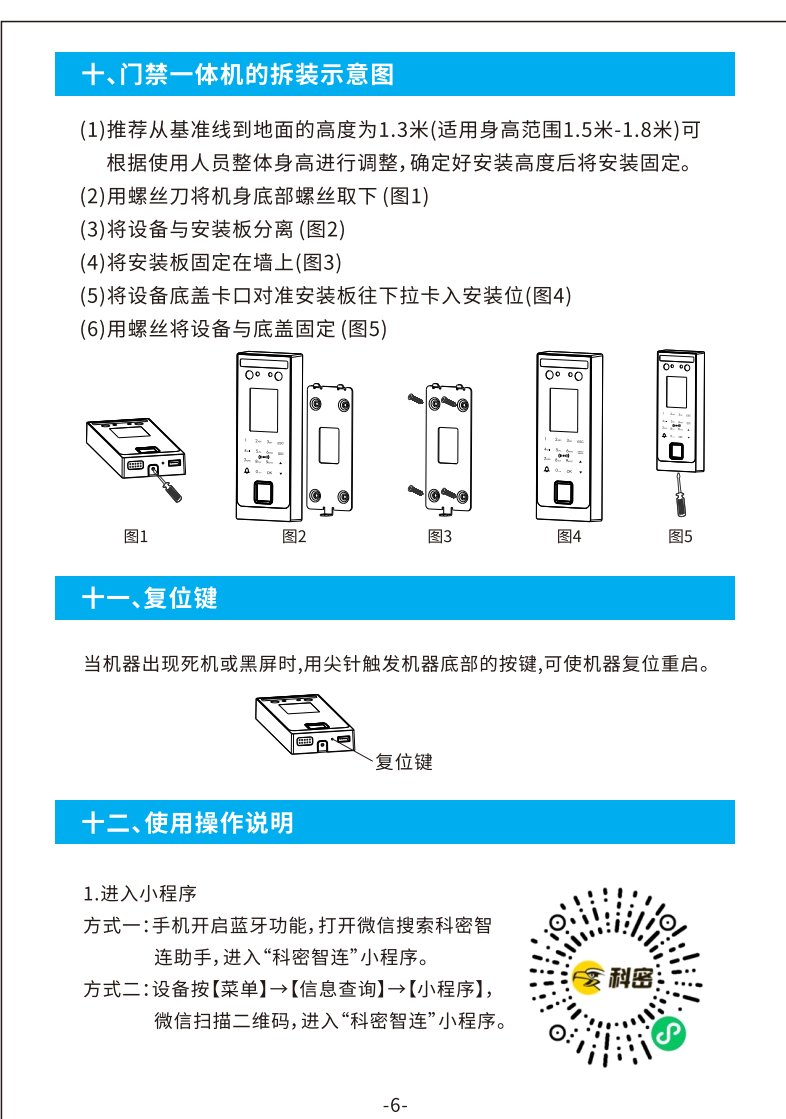 十、门禁一体机的拆装示意图
(1)推荐从基准线到地面的高度为1.3米(适用身高范围1.5米-1.8米)可
根据使用人员整体身高进行调整，确定好安装高度后将安装固定。
(2)用螺丝刀将机身底部螺丝取下 (图1)
(3)将设备与安装板分离 (图2)
(4)将安装板固定在墙上(图3)
(5)将设备底盖卡口对准安装板往下拉卡入安装位(图4)
(6)用螺丝将设备与底盖固定 (图5)
图1 图2 图3 图4 图5
十一、复位键
当机器出现死机或黑屏时,用尖针触发机器底部的按键,可使机器复位重启。
复位键
十二、使用操作说明
1.进入小程序
方式一：手机开启蓝牙功能，打开微信搜索科密智
连助手，进入“科密智连”小程序。
方式二：设备按【菜单】→【信息查询】→【小程序】，
微信扫描二维码，进入“科密智连”小程序。
科密
-6-